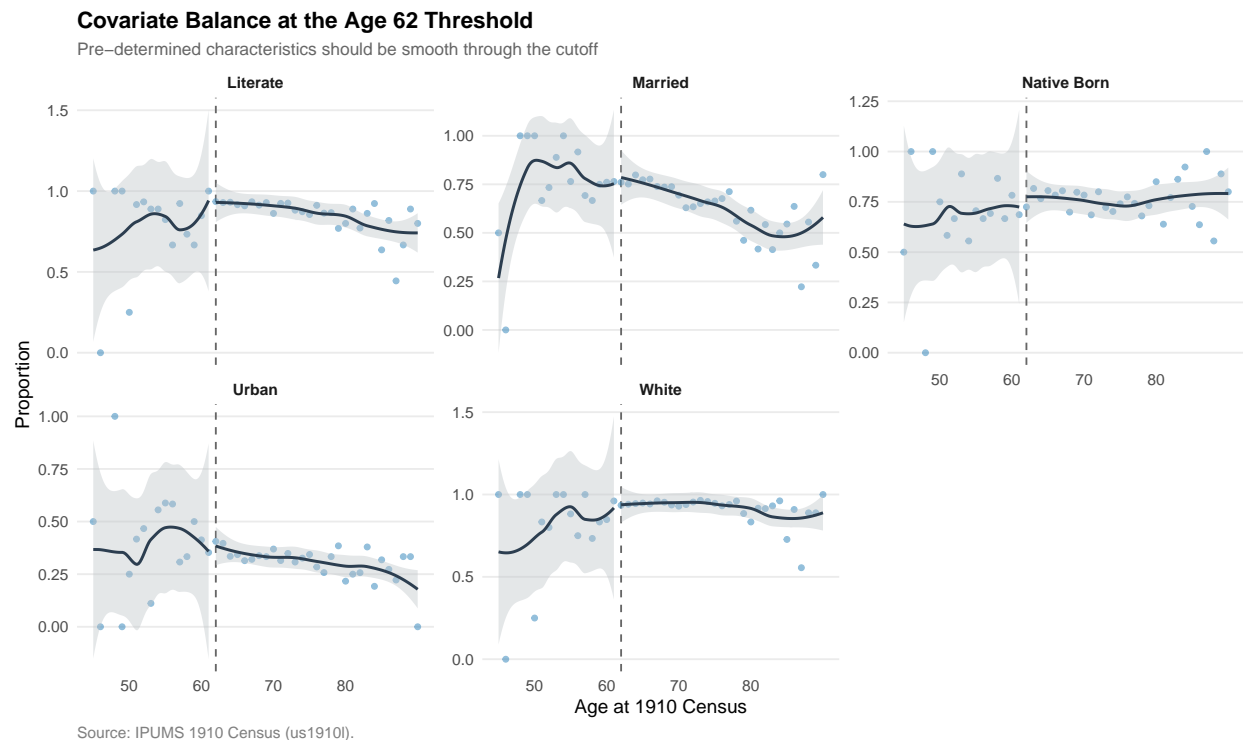 Covariate Balance at the Age 62 Threshold
Pre−determined characteristics should be smooth through the cutoff
Literate
Married
Native Born
1.5
1.0
0.5
0.0
1.00
0.75
0.50
0.25
0.00
1.25
1.00
0.75
0.50
0.25
0.00
50 60 70 80
Proportion
Urban
White
1.00
0.75
0.50
0.25
0.00
1.5
1.0
0.5
0.0
50 60 70 80
50 60 70 80
Age at 1910 Census
Source: IPUMS 1910 Census (us1910l).